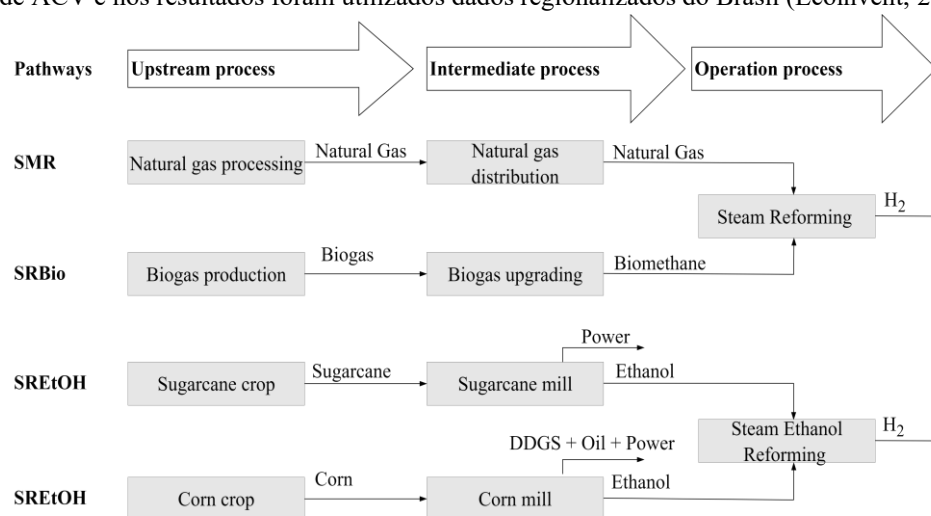 de ACV e nos resultados foram utilizados dados regionalizados do Brasil (Ecoinvent, 2
Pathways Upstream process Intermediate process Operation process
SMR Natural gas processing Natural Gas Natural gas distribution Natural Gas
Steam Reforming H2
SRBio Biogas production Biogas Biogas upgrading Biomethane
Power
SREtOH Sugarcane crop Sugarcane Sugarcane mill Ethanol
Steam Ethanol Reforming H2
DDGS + Oil + Power
SREtOH Corn crop Corn Corn mill Ethanol